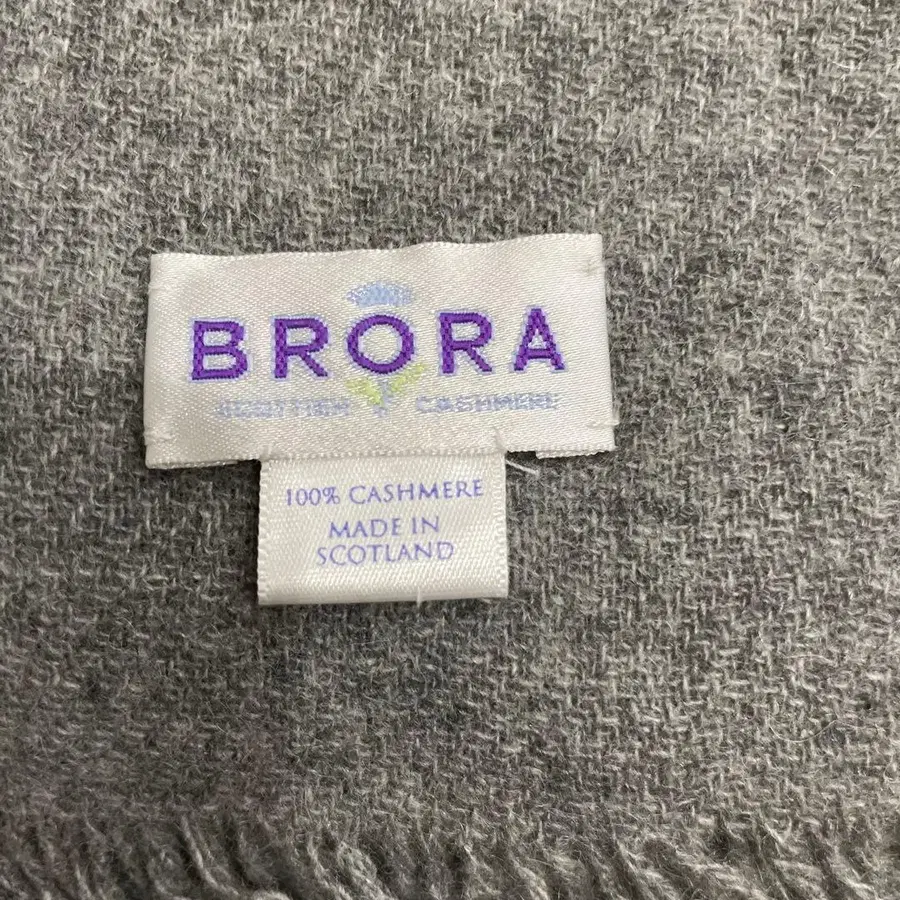 BRORA
SCOTTISH CASHMERE
100% CASHMERE
MADE IN
SCOTLAND